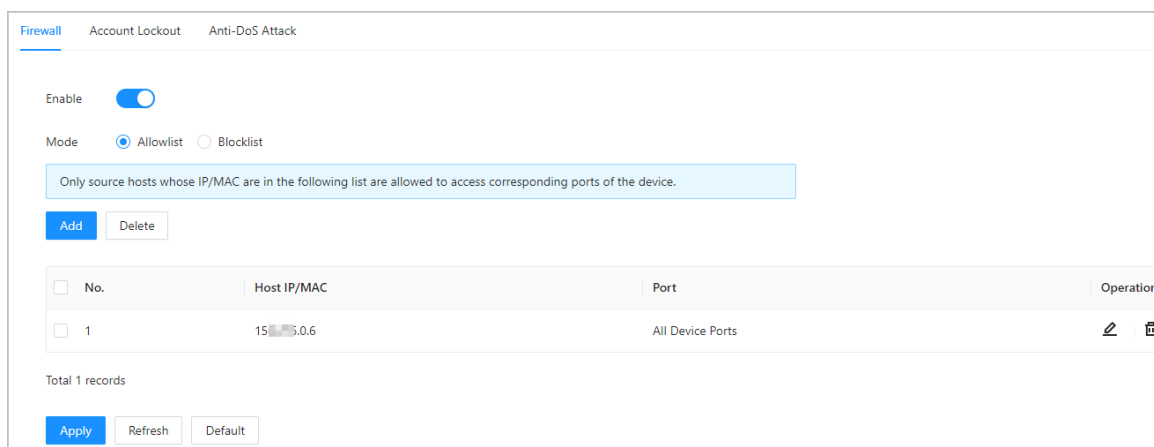 Firewall Account Lockout Anti-DoS Attack
Enable
Mode Allowlist Blocklist
Only source hosts whose IP/MAC are in the following list are allowed to access corresponding ports of the device.
Add Delete
No. Host IP/MAC Port Operation
1 All Device Ports
Total 1 records
Apply Refresh Default